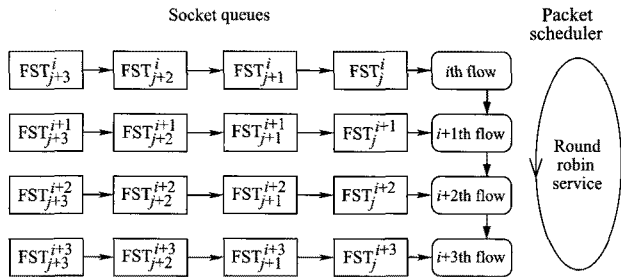 Socket queues
Packet
scheduler
FST^i_{j+3} FST^i_{j+2} FST^i_{j+1} FST^i_j ith flow
FST^{i+1}_{j+3} FST^{i+1}_{j+2} FST^{i+1}_{j+1} FST^{i+1}_j i+1th flow
FST^{i+2}_{j+3} FST^{i+2}_{j+2} FST^{i+2}_{j+1} FST^{i+2}_j i+2th flow
FST^{i+3}_{j+3} FST^{i+3}_{j+2} FST^{i+3}_{j+1} FST^{i+3}_j i+3th flow
Round
robin
service